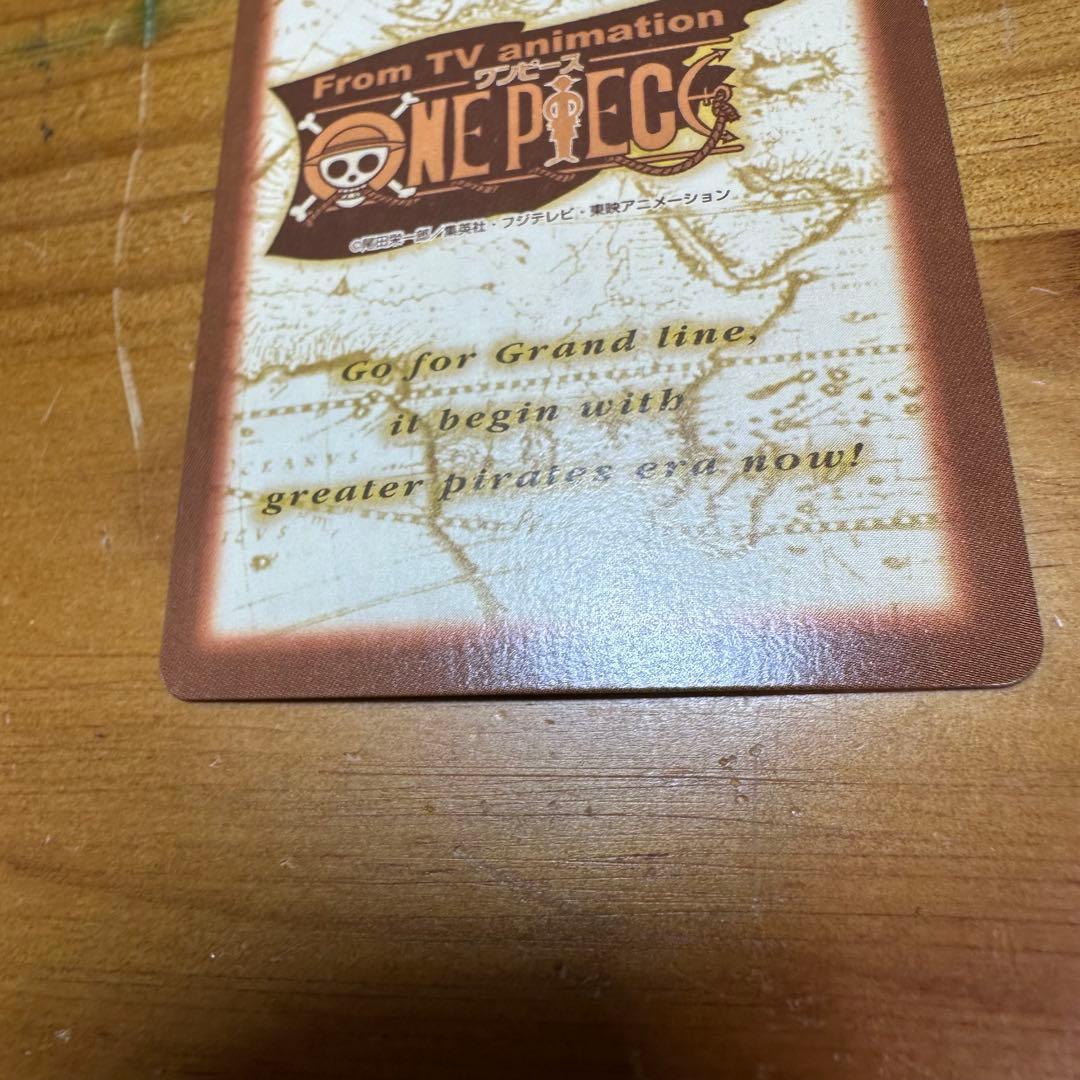 From TV animation
ワンピース
ONE PIECE
©尾田栄一郎/集英社・フジテレビ・東映アニメーション
Go for Grand line,
it begin with
greater pirates era now!
OCEANVS